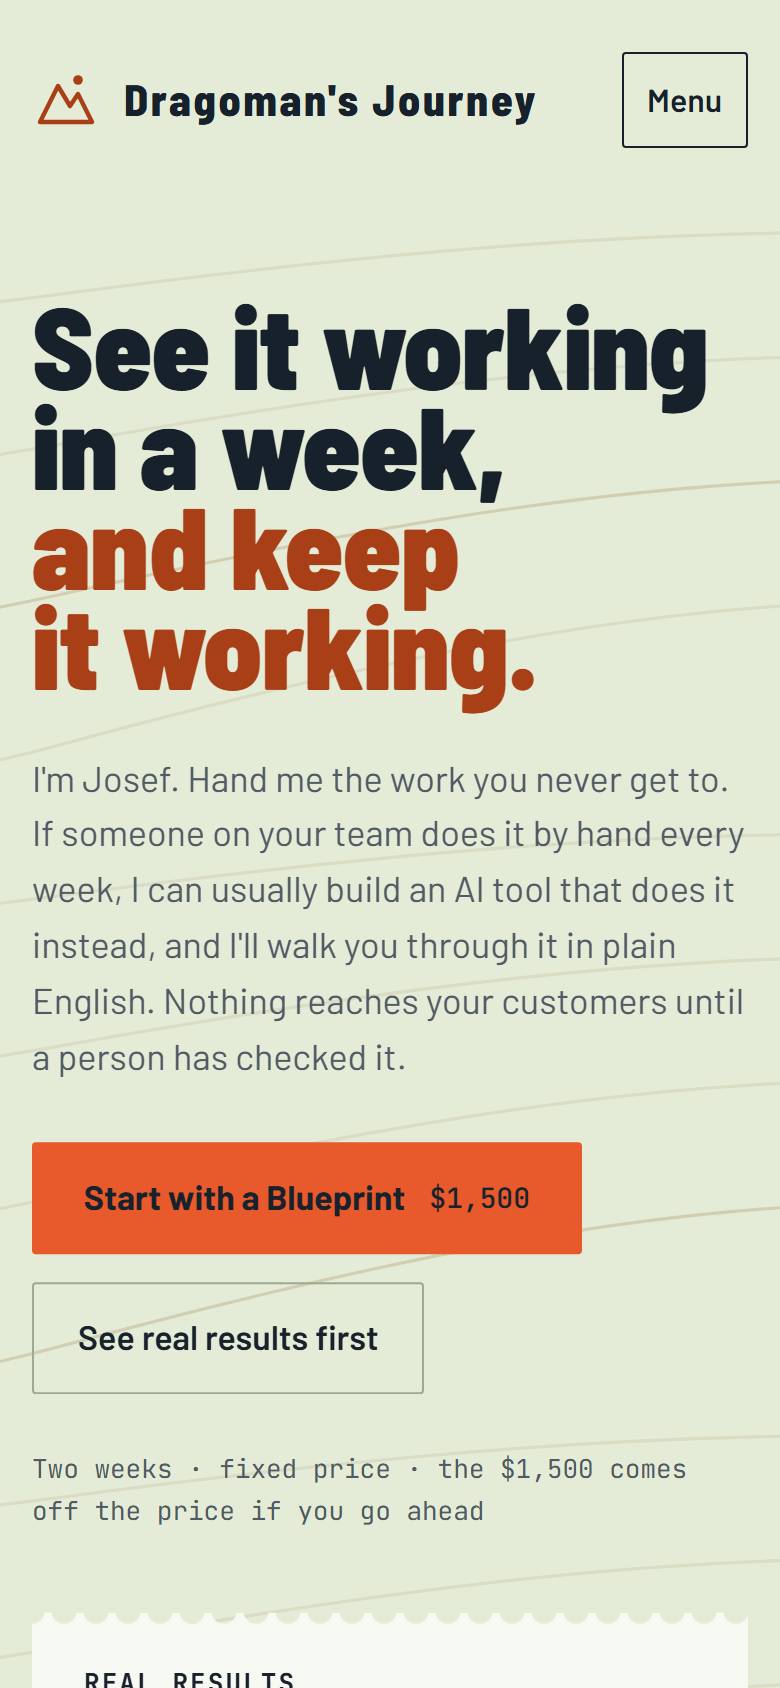 Dragoman's Journey
Menu
See it working
in a week,
and keep
it working.
I'm Josef. Hand me the work you never get to.
If someone on your team does it by hand every
week, I can usually build an AI tool that does it
instead, and I'll walk you through it in plain
English. Nothing reaches your customers until
a person has checked it.
Start with a Blueprint $1,500
See real results first
Two weeks · fixed price · the $1,500 comes
off the price if you go ahead
REAL RESULTS